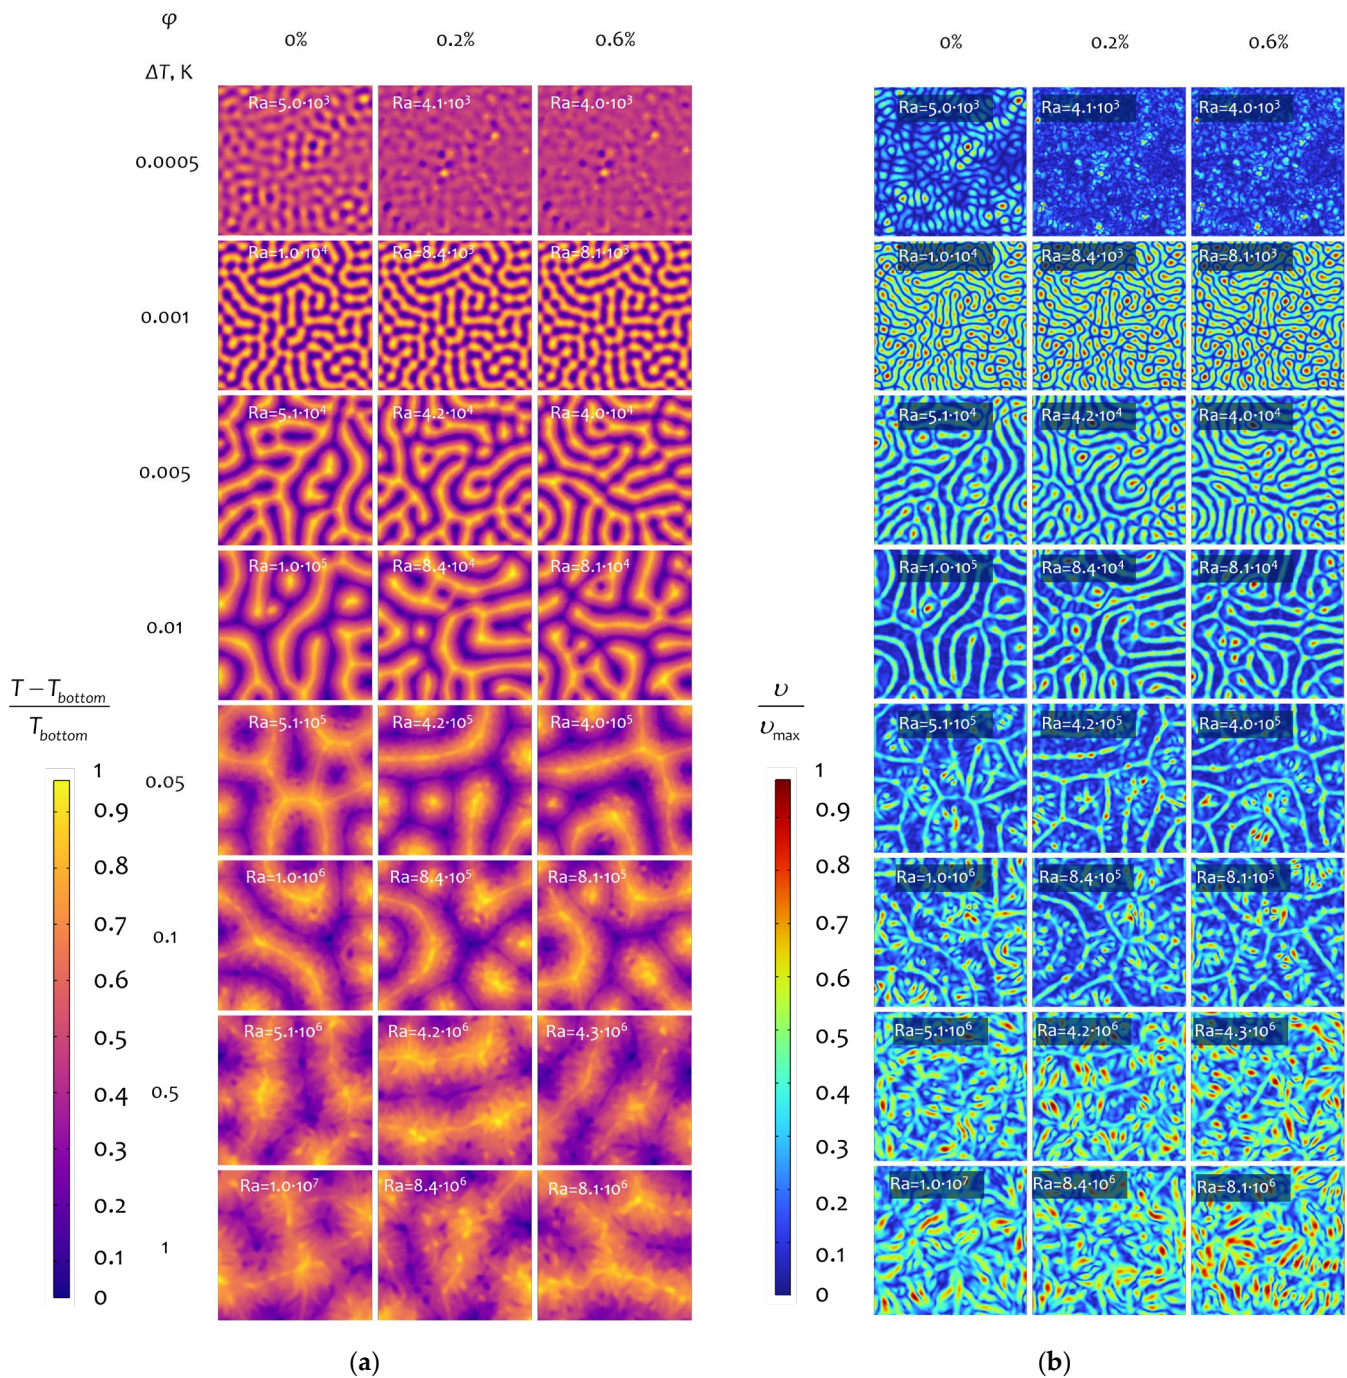 φ
0% 0.2% 0.6% 0% 0.2% 0.6%
ΔT, K
Ra=5.0·10³ Ra=4.1·10³ Ra=4.0·10³ Ra=5.0·10³ Ra=4.1·10³ Ra=4.0·10³
0.0005
Ra=1.0·10⁴ Ra=8.4·10³ Ra=8.1·10³ Ra=1.0·10⁴ Ra=8.4·10³ Ra=8.1·10³
0.001
Ra=5.1·10⁴ Ra=4.2·10⁴ Ra=4.0·10⁴ Ra=5.1·10⁴ Ra=4.2·10⁴ Ra=4.0·10⁴
0.005
Ra=1.0·10⁵ Ra=8.4·10⁴ Ra=8.1·10⁴ Ra=1.0·10⁵ Ra=8.4·10⁴ Ra=8.1·10⁴
0.01
Ra=5.1·10⁵ Ra=4.2·10⁵ Ra=4.0·10⁵ Ra=5.1·10⁵ Ra=4.2·10⁵ Ra=4.0·10⁵
0.05
Ra=1.0·10⁶ Ra=8.4·10⁵ Ra=8.1·10⁵ Ra=1.0·10⁶ Ra=8.4·10⁵ Ra=8.1·10⁵
0.1
Ra=5.1·10⁶ Ra=4.2·10⁶ Ra=4.3·10⁶ Ra=5.1·10⁶ Ra=4.2·10⁶ Ra=4.3·10⁶
0.5
Ra=1.0·10⁷ Ra=8.4·10⁶ Ra=8.1·10⁶ Ra=1.0·10⁷ Ra=8.4·10⁶ Ra=8.1·10⁶
1
T − T_bottom
T_bottom
1
0.9
0.8
0.7
0.6
0.5
0.4
0.3
0.2
0.1
0
υ
υ_max
1
0.9
0.8
0.7
0.6
0.5
0.4
0.3
0.2
0.1
0
(a) (b)